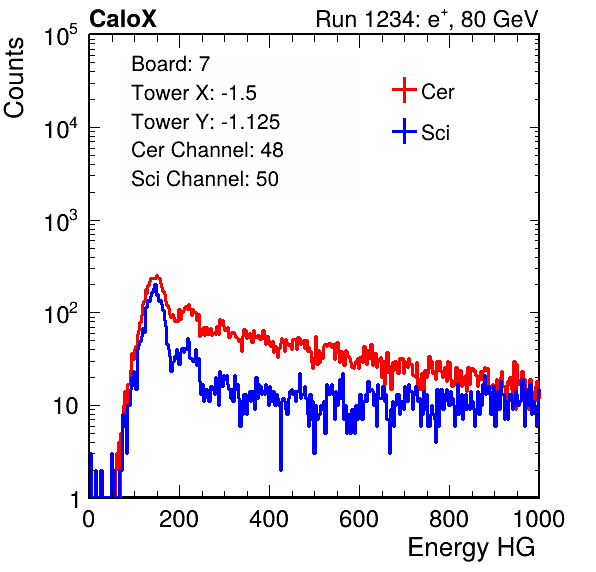 CaloX Run 1234: e⁺, 80 GeV
Counts
10⁵
10⁴
10³
10²
10
1
Board: 7
Tower X: -1.5
Tower Y: -1.125
Cer Channel: 48
Sci Channel: 50
Cer
Sci
0 200 400 600 800 1000
Energy HG